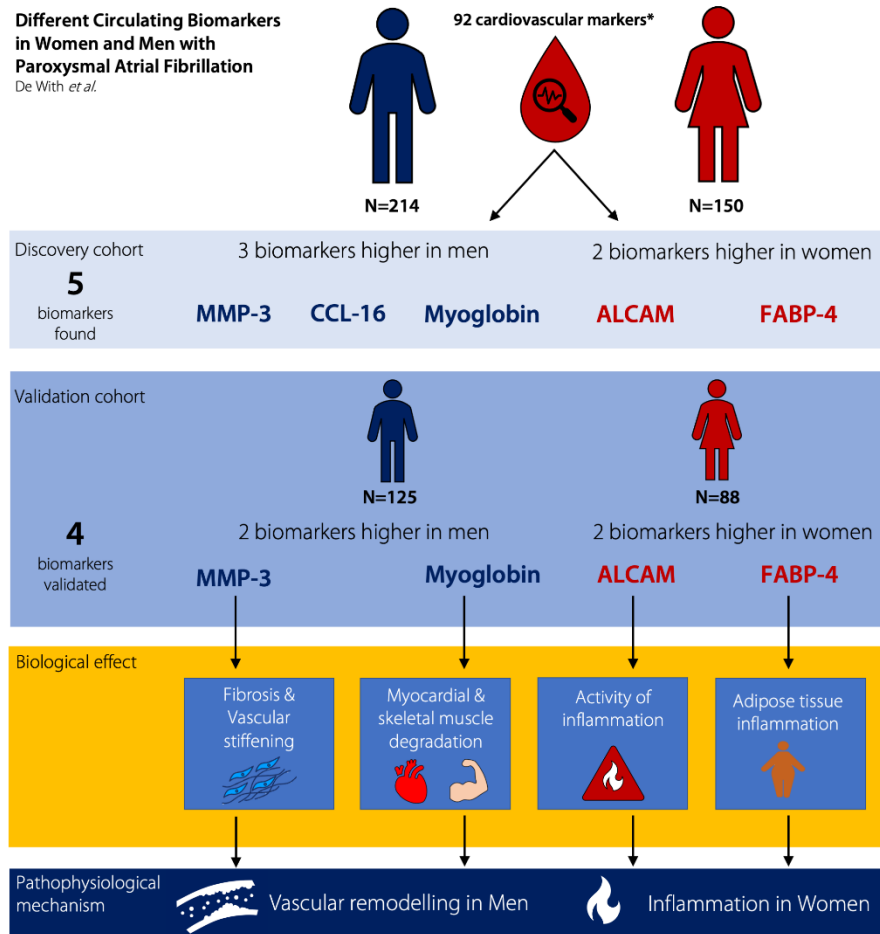 Different Circulating Biomarkers
in Women and Men with
Paroxysmal Atrial Fibrillation
De With et al.
92 cardiovascular markers*
N=214
N=150
Discovery cohort
5
biomarkers
found
3 biomarkers higher in men
2 biomarkers higher in women
MMP-3
CCL-16
Myoglobin
ALCAM
FABP-4
Validation cohort
N=125
N=88
4
biomarkers
validated
2 biomarkers higher in men
2 biomarkers higher in women
MMP-3
Myoglobin
ALCAM
FABP-4
Biological effect
Fibrosis &
Vascular
stiffening
Myocardial &
skeletal muscle
degradation
Activity of
inflammation
Adipose tissue
inflammation
Pathophysiological
mechanism
Vascular remodelling in Men
Inflammation in Women